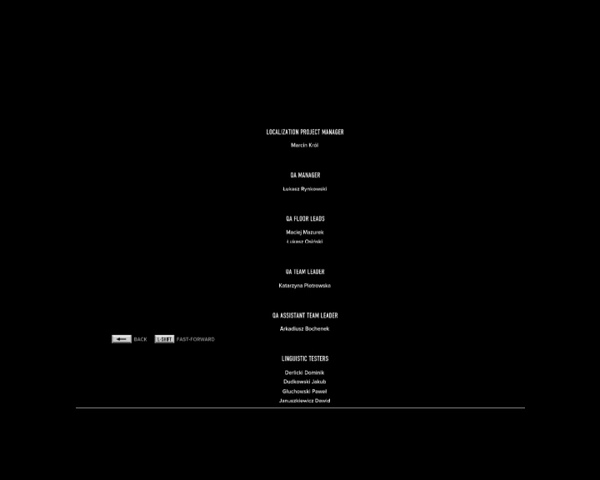 LOCALIZATION PROJECT MANAGER
Marcin Król
QA MANAGER
Łukasz Rynkowski
QA FLOOR LEADS
Maciej Mazurek
Łukasz Osiński
QA TEAM LEADER
Katarzyna Piotrowska
QA ASSISTANT TEAM LEADER
Arkadiusz Bochenek
BACK
L-SHIFT FAST-FORWARD
LINGUISTIC TESTERS
Derlicki Dominik
Dudkowski Jakub
Głuchowski Paweł
Januszkiewicz Dawid